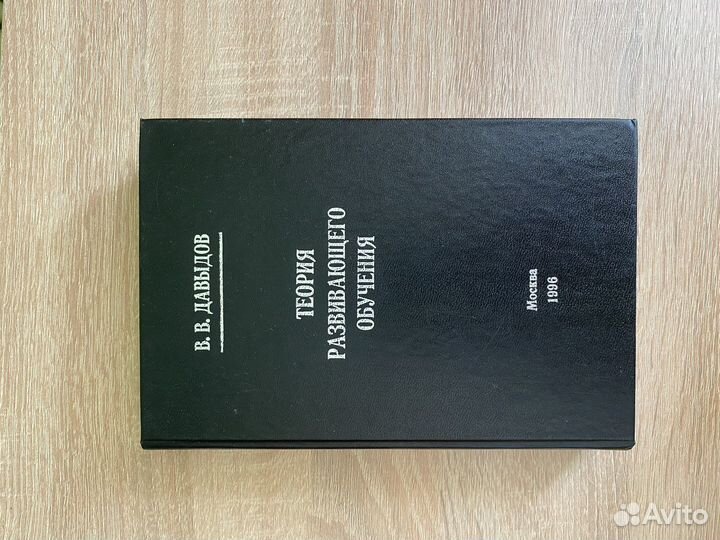 В. В. ДАВЫДОВ
ТЕОРИЯ
РАЗВИВАЮЩЕГО
ОБУЧЕНИЯ
Москва
1996
Avito